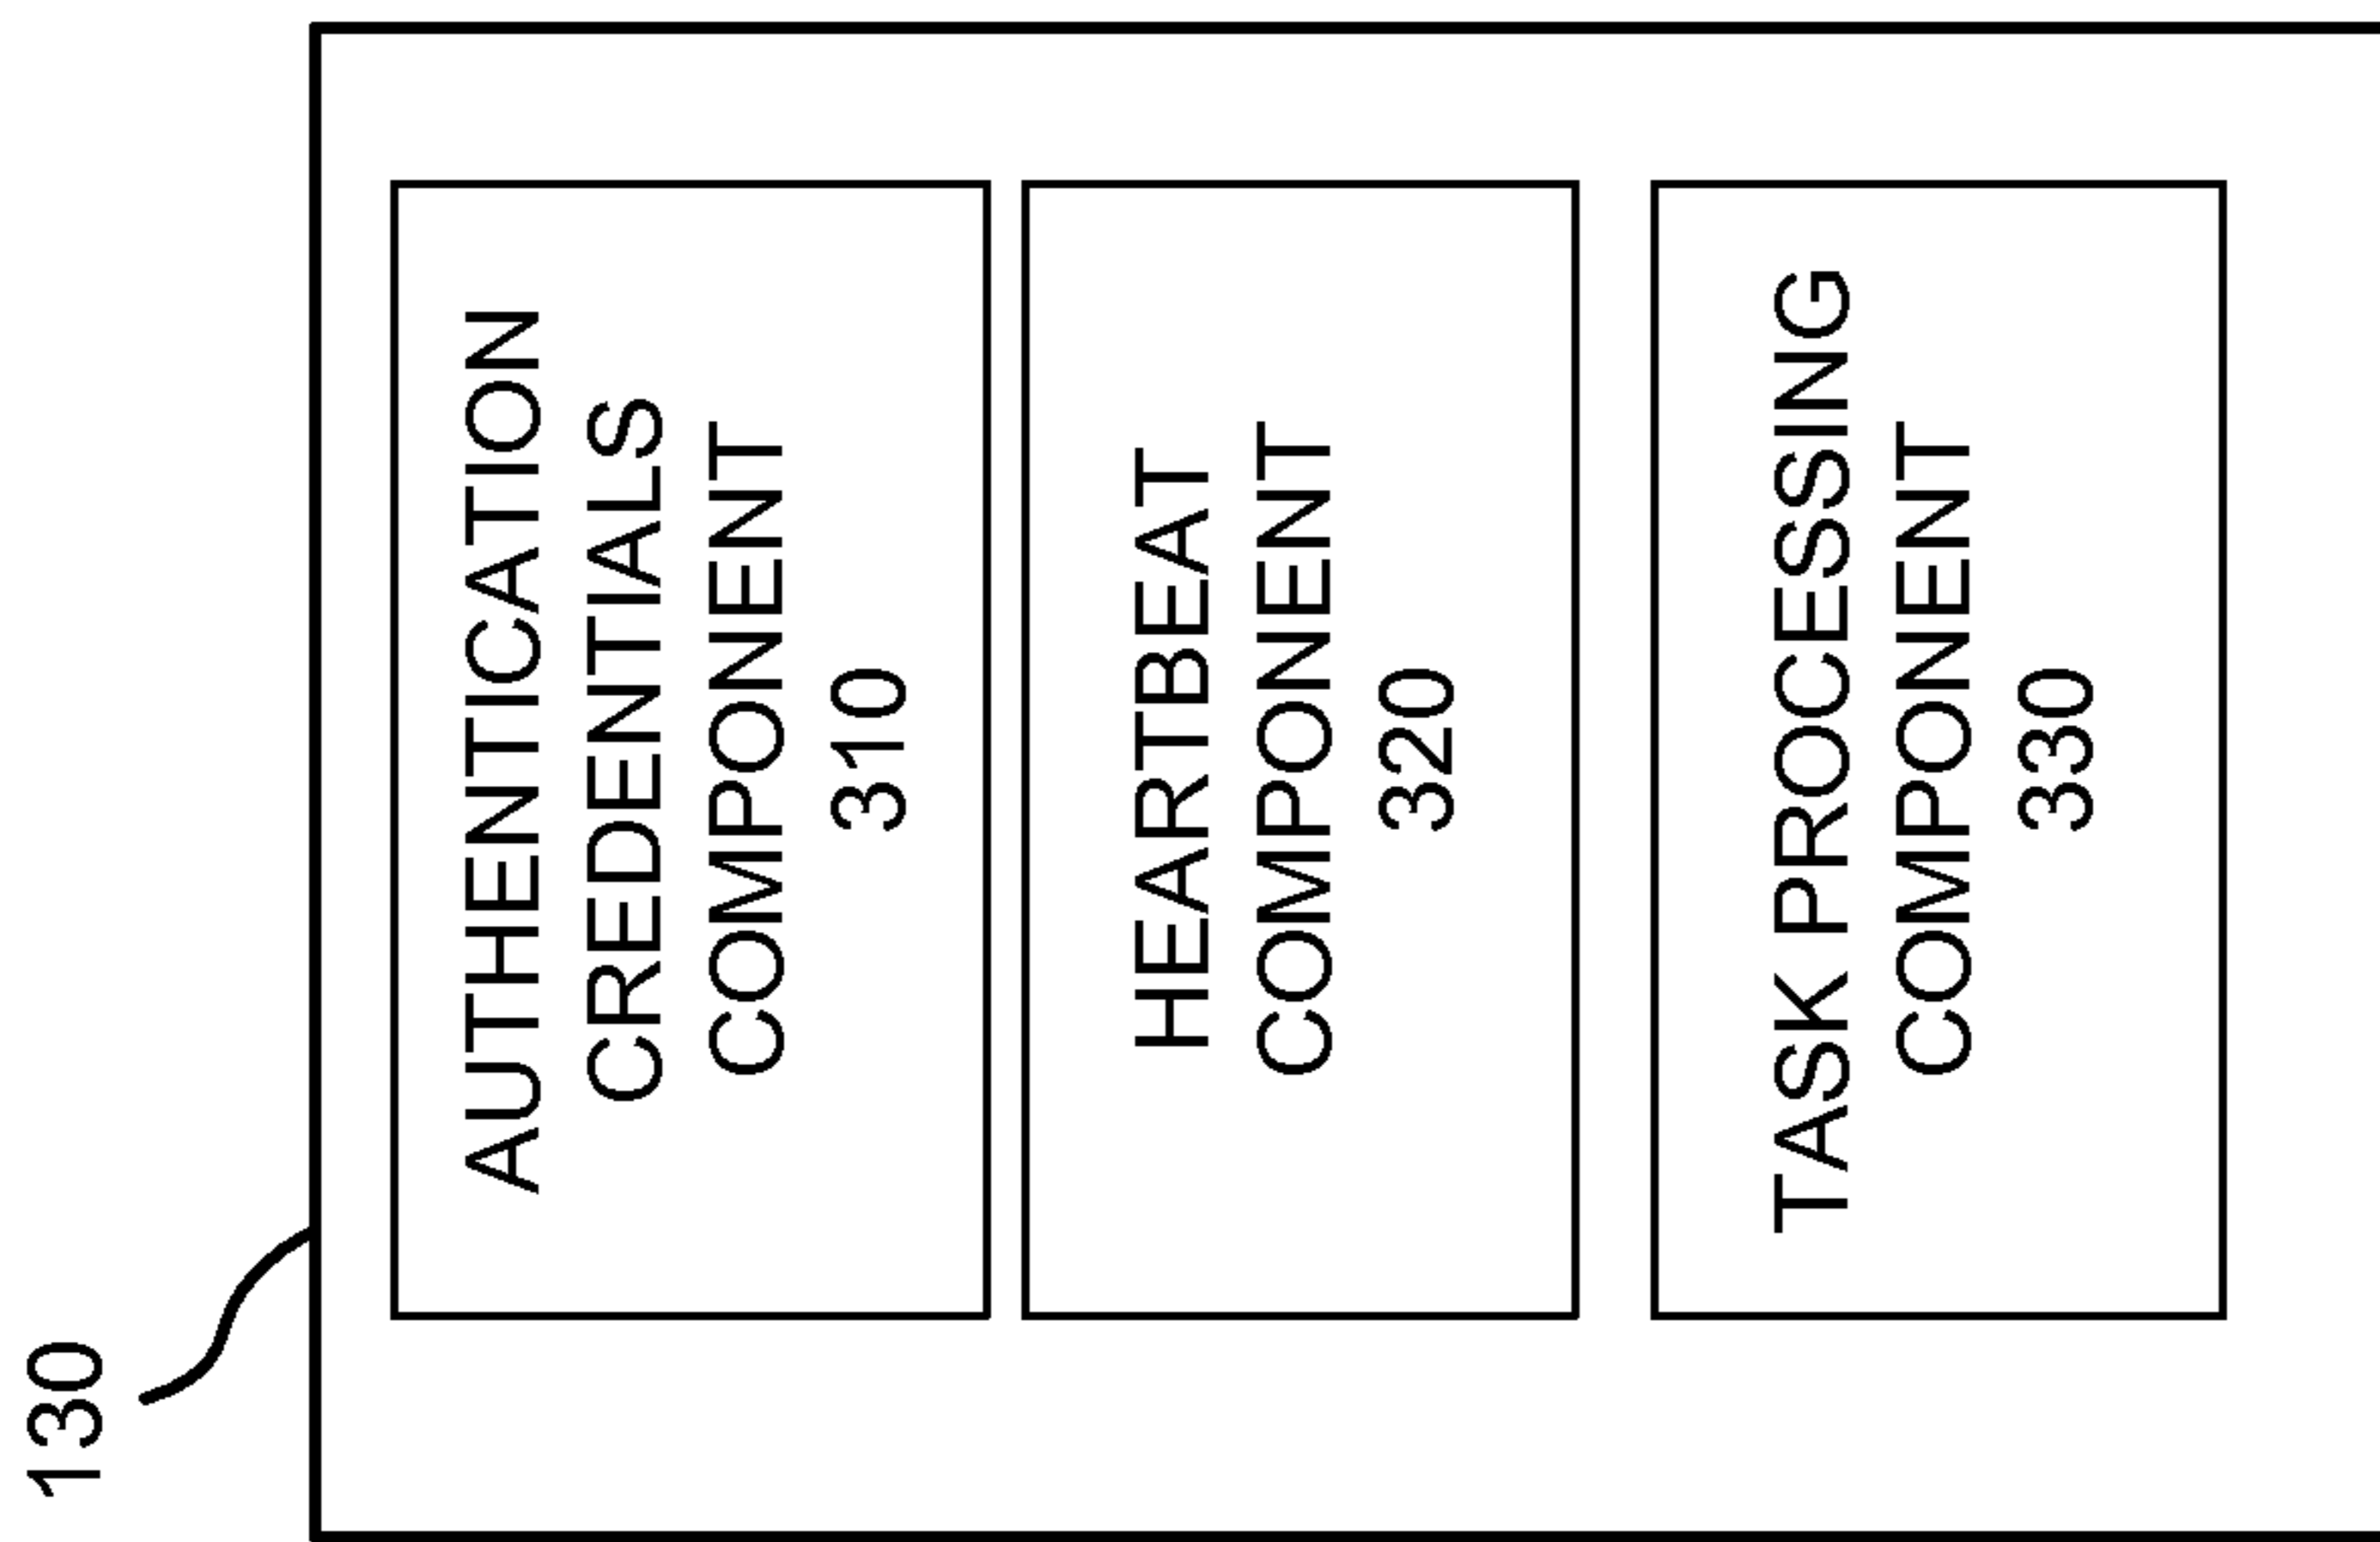 130
AUTHENTICATION
CREDENTIALS
COMPONENT
310
HEARTBEAT
COMPONENT
320
TASK PROCESSING
COMPONENT
330